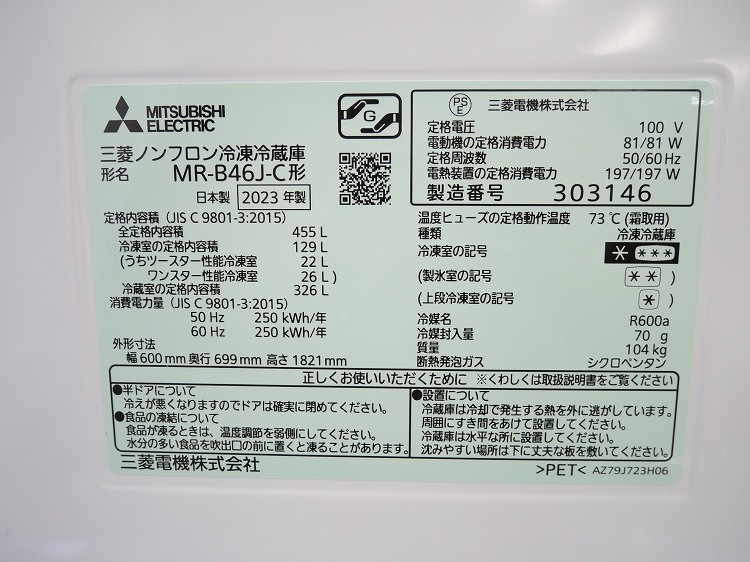 MITSUBISHI
ELECTRIC
G
三菱ノンフロン冷凍冷蔵庫
形名 MR-B46J-C形
日本製 2023年製
定格内容積 (JIS C 9801-3:2015)
全定格内容積 455 L
冷凍室の定格内容積 129 L
(うちツースター性能冷凍室 22 L
ワンスター性能冷凍室 26 L)
冷蔵室の定格内容積 326 L
消費電力量 (JIS C 9801-3:2015)
50 Hz 250 kWh/年
60 Hz 250 kWh/年
外形寸法
幅 600mm 奥行 699mm 高さ 1821mm
PS
E 三菱電機株式会社
定格電圧 100 V
電動機の定格消費電力 81/81 W
定格周波数 50/60 Hz
電熱装置の定格消費電力 197/197 W
製造番号 303146
温度ヒューズの定格動作温度 73℃(霜取用)
種類 冷凍冷蔵庫
冷凍室の記号 * ***
(製氷室の記号 ** )
(上段冷凍室の記号 * )
冷媒名 R600a
冷媒封入量 70 g
質量 104 kg
断熱発泡ガス シクロペンタン
正しくお使いいただくために ※くわしくは取扱説明書をご覧ください
●半ドアについて
冷えが悪くなりますのでドアは確実に閉めてください。
●食品の凍結について
食品が凍るときは、温度調節を弱側にしてください。
水分の多い食品を吹出口の前に置くと凍ることがあります。
●設置について
冷蔵庫は冷却で発生する熱を外に逃がしています。
周囲にすき間をあけて設置してください。
冷蔵庫は水平な所に設置してください。
沈みやすい場所は下に丈夫な板を敷いてください。
三菱電機株式会社
>PET< AZ79J723H06